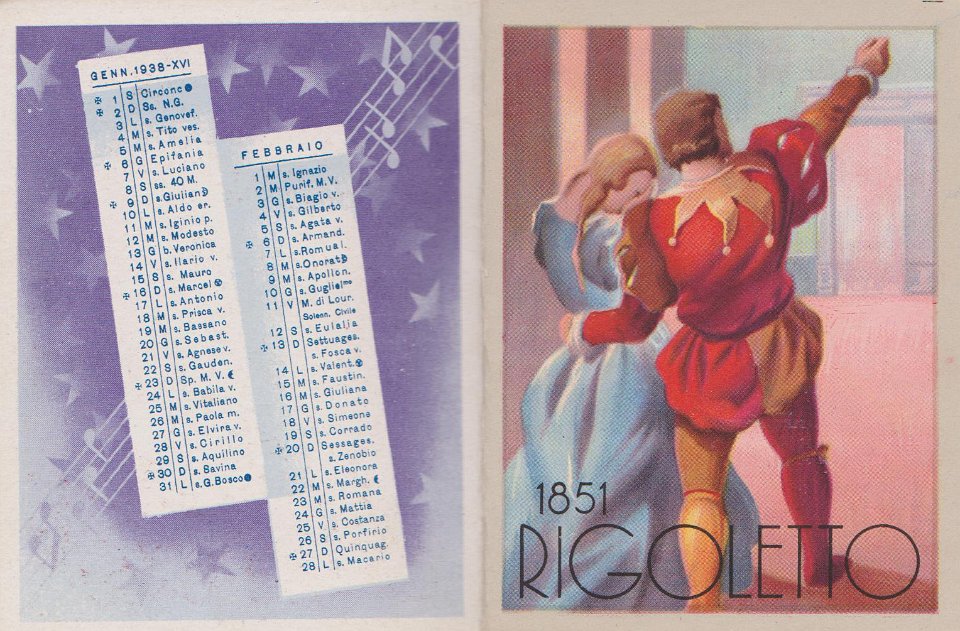 GENN. 1938-XVI
✠ 1 S Circonc ●
✠ 2 D Ss. N.G.
3 L s. Genovef.
4 M s. Tito ves.
5 M s. Amelia
✠ 6 G Epifania
7 V s. Luciano
8 S ss. 40 M.
✠ 9 D s. Giulian ☽
10 L s. Aldo er.
11 M s. Iginio p.
12 M s. Modesto
13 G b. Veronica
14 V s. Ilario v.
15 S s. Mauro
✠ 16 D s. Marcel
17 L s. Antonio
18 M s. Prisca v.
19 M s. Bassano
20 G s. Sebast.
21 V s. Agnese v.
22 S s. Gauden.
✠ 23 D Sp. M. V. ☾
24 L s. Babila v.
25 M s. Vitaliano
26 M s. Paola m.
27 G s. Elvira v.
28 V s. Cirillo
29 S s. Aquilino
✠ 30 D s. Savina
31 L s. G. Bosco ●
FEBBRAIO
1 M s. Ignazio
2 M Purif. M.V.
3 G s. Biagio v.
4 V s. Gilberto
5 S s. Agata v.
✠ 6 D s. Armand.
7 L s. Romual.
8 M s. Onorat ☽
9 M s. Apollon.
10 G s. Gugliel mo
11 V M. di Lour.
Solenn. Civile
12 S s. Eulalia
✠ 13 D Settuages.
s. Fosca v.
14 L s. Valent.
15 M s. Faustin.
16 M s. Giuliana
17 G s. Donato
18 V s. Simeone
19 S s. Corrado
✠ 20 D Sessages.
s. Zenobio
21 L s. Eleonora
22 M s. Margh. ☾
23 M s. Romana
24 G s. Mattia
25 V s. Costanza
26 S s. Porfirio
✠ 27 D Quinquag.
28 L s. Macario
1851
RIGOLETTO